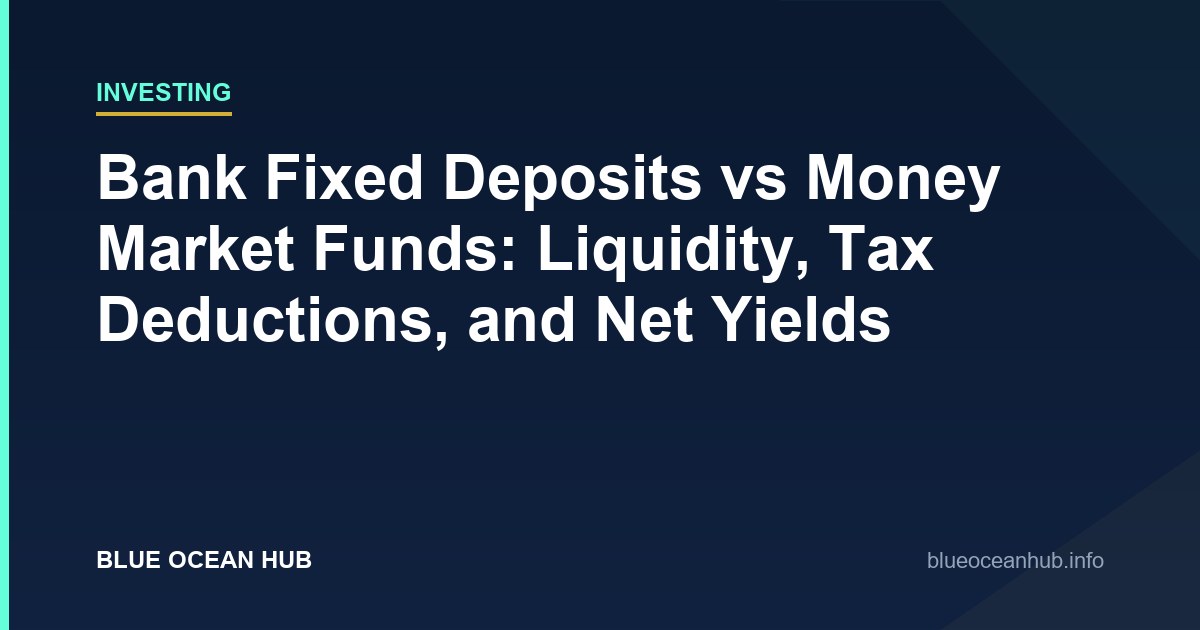 INVESTING
Bank Fixed Deposits vs Money
Market Funds: Liquidity, Tax
Deductions, and Net Yields
BLUE OCEAN HUB
blueoceanhub.info